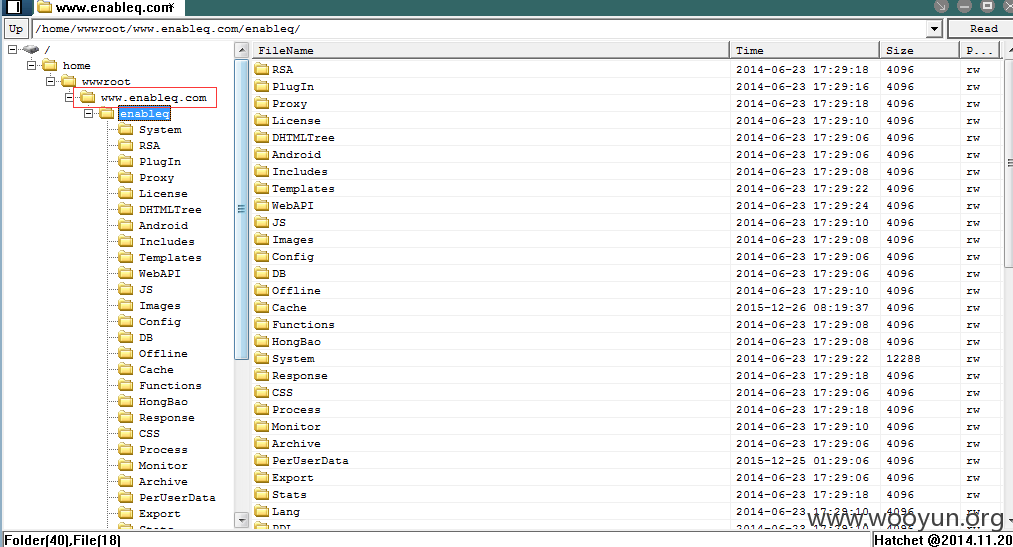 www.enableq.com
Up /home/wwwroot/www.enableq.com/enableq/ Read
/
home
wwwroot
www.enableq.com
enableq
System
RSA
PlugIn
Proxy
License
DHTMLTree
Android
Includes
Templates
WebAPI
JS
Images
Config
DB
Offline
Cache
Functions
HongBao
Response
CSS
Process
Monitor
Archive
PerUserData
Export
Stats
FileName Time Size P...
RSA 2014-06-23 17:29:18 4096 rw
PlugIn 2014-06-23 17:29:16 4096 rw
Proxy 2014-06-23 17:29:18 4096 rw
License 2014-06-23 17:29:10 4096 rw
DHTMLTree 2014-06-23 17:29:06 4096 rw
Android 2014-06-23 17:29:06 4096 rw
Includes 2014-06-23 17:29:08 4096 rw
Templates 2014-06-23 17:29:22 4096 rw
WebAPI 2014-06-23 17:29:24 4096 rw
JS 2014-06-23 17:29:10 4096 rw
Images 2014-06-23 17:29:08 4096 rw
Config 2014-06-23 17:29:06 4096 rw
DB 2014-06-23 17:29:06 4096 rw
Offline 2014-06-23 17:29:10 4096 rw
Cache 2015-12-26 08:19:37 4096 rw
Functions 2014-06-23 17:29:08 4096 rw
HongBao 2014-06-23 17:29:08 4096 rw
System 2014-06-23 17:29:22 12288 rw
Response 2014-06-23 17:29:18 4096 rw
CSS 2014-06-23 17:29:06 4096 rw
Process 2014-06-23 17:29:18 4096 rw
Monitor 2014-06-23 17:29:10 4096 rw
Archive 2014-06-23 17:29:06 4096 rw
PerUserData 2015-12-25 01:29:06 4096 rw
Export 2014-06-23 17:29:06 4096 rw
Stats 2014-06-23 17:29:18 4096 rw
Lang 2014-06-23 17:29:10 4096 rw
www.wooyun.org
Folder(40),File(18) Hatchet @2014.11.20